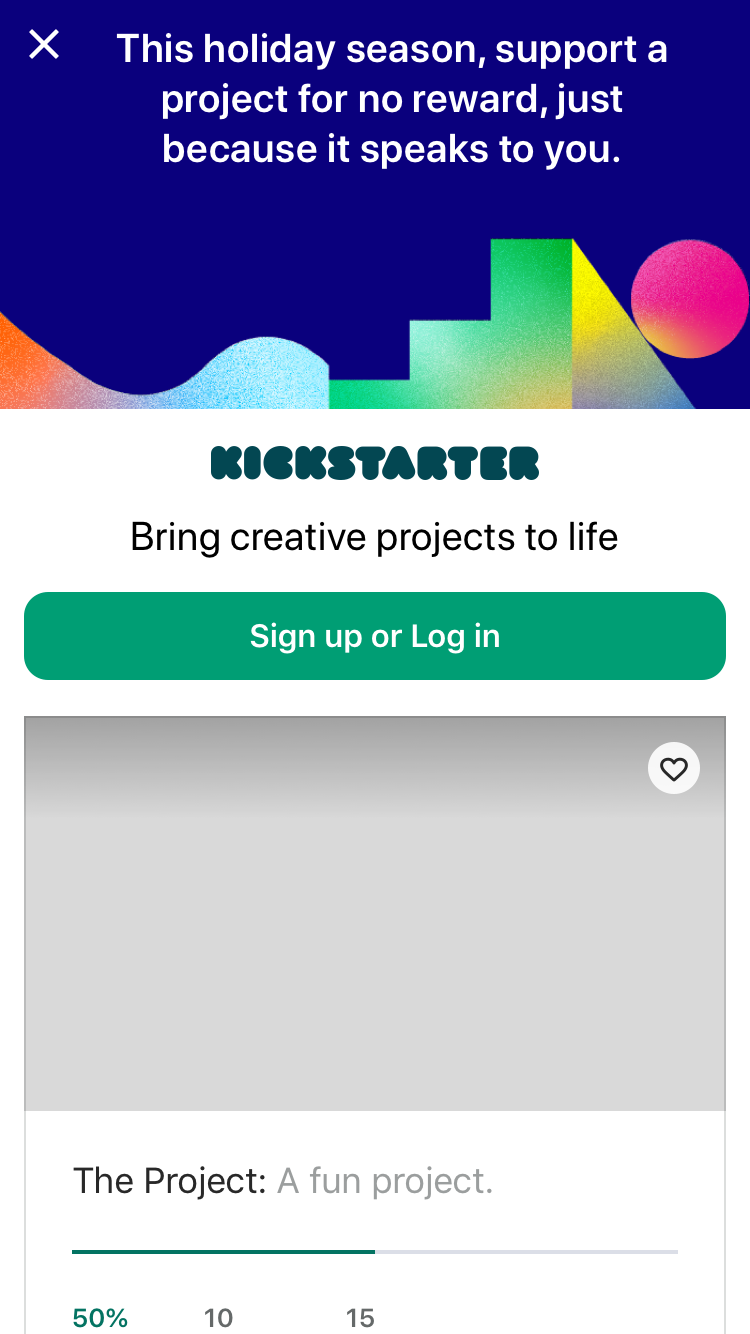 This holiday season, support a
project for no reward, just
because it speaks to you.
KICKSTARTER
Bring creative projects to life
Sign up or Log in
The Project: A fun project.
50% 10 15